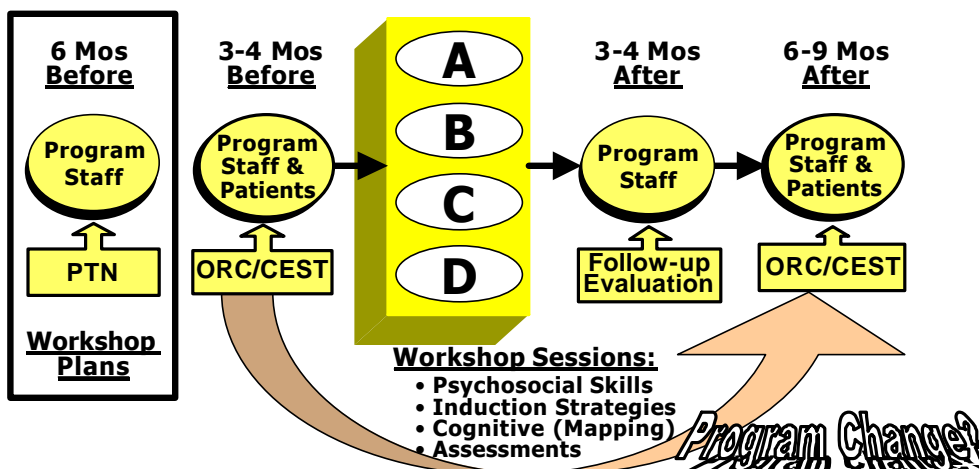 6 Mos
Before
Program
Staff
PTN
Workshop
Plans
3-4 Mos
Before
Program
Staff &
Patients
ORC/CEST
A
B
C
D
Workshop Sessions:
• Psychosocial Skills
• Induction Strategies
• Cognitive (Mapping)
• Assessments
3-4 Mos
After
Program
Staff
Follow-up
Evaluation
6-9 Mos
After
Program
Staff &
Patients
ORC/CEST
Program Change?